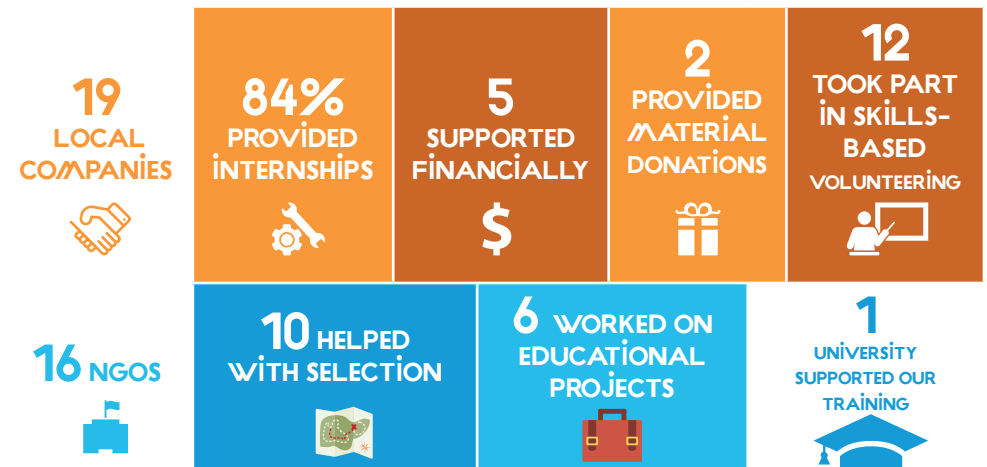 19
LOCAL
COMPANIES
84%
PROVIDED
INTERNSHIPS
5
SUPPORTED
FINANCIALLY
$
2
PROVIDED
MATERIAL
DONATIONS
12
TOOK PART
IN SKILLS-
BASED
VOLUNTEERING
16 NGOS
10 HELPED
WITH SELECTION
6 WORKED ON
EDUCATIONAL
PROJECTS
1
UNIVERSITY
SUPPORTED OUR
TRAINING